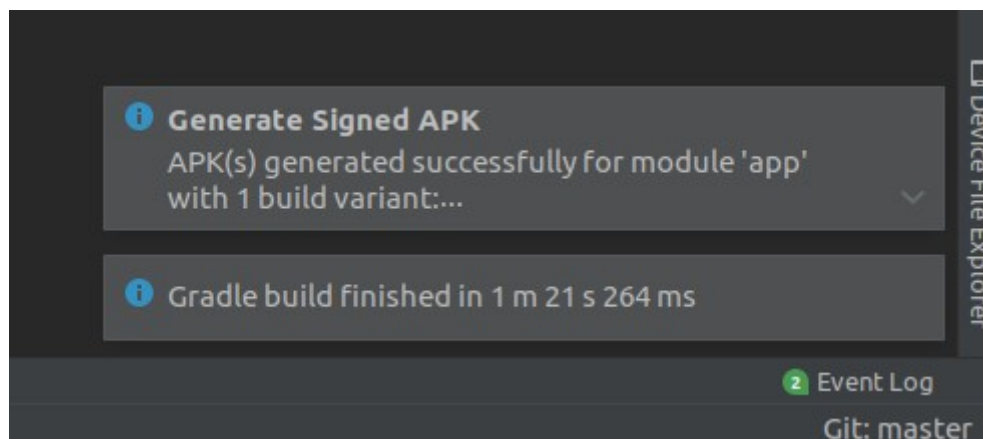 Generate Signed APK
APK(s) generated successfully for module 'app'
with 1 build variant:...
Gradle build finished in 1 m 21 s 264 ms
Device File Explorer
2 Event Log
Git: master